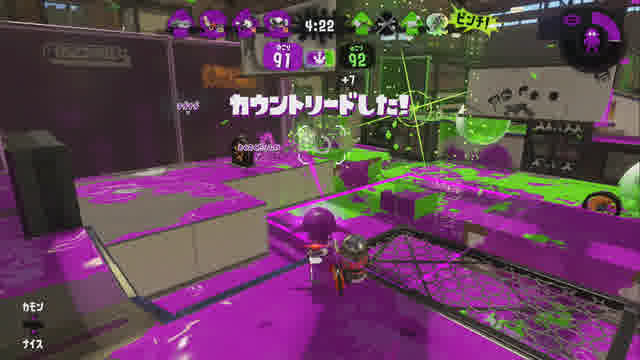 4:22
ピンチ!
のこり
91
のこり
92
+7
カウントリードした!
カモン
ナイス